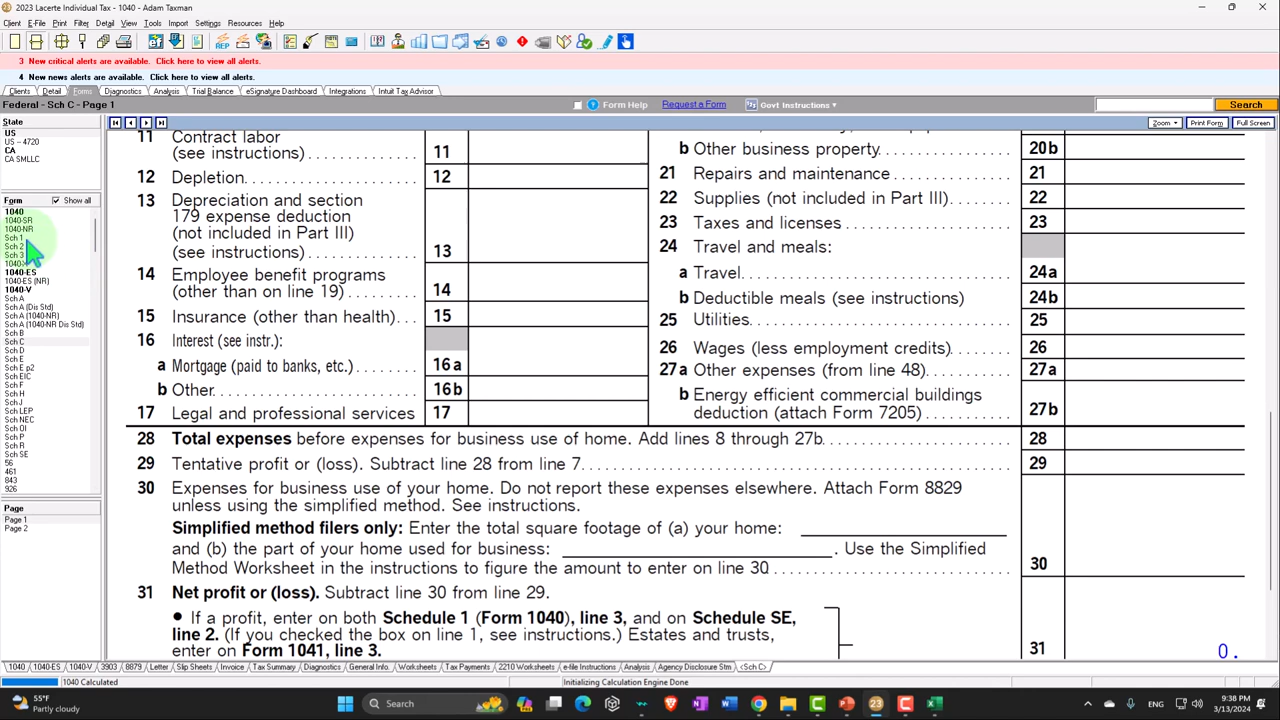 2023 Lacerte Individual Tax - 1040 - Adam Taxman
Client E-File Print Filter Detail View Tools Import Settings Resources Help
REP
3 New critical alerts are available. Click here to view all alerts.
4 New news alerts are available. Click here to view all alerts.
Clients Detail Forms Diagnostics Analysis Trial Balance eSignature Dashboard Integrations Intuit Tax Advisor
Federal - Sch C - Page 1
Form Help Request a Form Govt Instructions Search
State
US
US - 4720
CA
CA SMLLC
Zoom Print Form Full Screen
Form Show all
1040
1040-SR
1040-NR
Sch 1
Sch 2
Sch 3
1040-ES
1040-ES (NR)
1040-V
Sch A
Sch A (Dis Std)
Sch A (1040-NR)
Sch A (1040-NR Dis Std)
Sch B
Sch C
Sch D
Sch E
Sch E p2
Sch EIC
Sch F
Sch H
Sch J
Sch LEP
Sch NEC
Sch OI
Sch P
Sch R
Sch SE
56
461
843
926
Page
Page 1
Page 2
11 Contract labor
(see instructions) 11
12 Depletion 12
13 Depreciation and section
179 expense deduction
(not included in Part III)
(see instructions) 13
14 Employee benefit programs
(other than on line 19) 14
15 Insurance (other than health) 15
16 Interest (see instr.):
a Mortgage (paid to banks, etc.) 16a
b Other 16b
17 Legal and professional services 17
b Other business property 20b
21 Repairs and maintenance 21
22 Supplies (not included in Part III) 22
23 Taxes and licenses 23
24 Travel and meals:
a Travel 24a
b Deductible meals (see instructions) 24b
25 Utilities 25
26 Wages (less employment credits) 26
27a Other expenses (from line 48) 27a
b Energy efficient commercial buildings
deduction (attach Form 7205) 27b
28 Total expenses before expenses for business use of home. Add lines 8 through 27b 28
29 Tentative profit or (loss). Subtract line 28 from line 7 29
30 Expenses for business use of your home. Do not report these expenses elsewhere. Attach Form 8829
unless using the simplified method. See instructions.
Simplified method filers only: Enter the total square footage of (a) your home:
and (b) the part of your home used for business: . Use the Simplified
Method Worksheet in the instructions to figure the amount to enter on line 30 30
31 Net profit or (loss). Subtract line 30 from line 29.
• If a profit, enter on both Schedule 1 (Form 1040), line 3, and on Schedule SE,
line 2. (If you checked the box on line 1, see instructions.) Estates and trusts,
enter on Form 1041, line 3. 31 0.
1040 1040-ES 1040-V 3903 8879 Letter Slip Sheets Invoice Tax Summary Diagnostics General Info. Worksheets Tax Payments 2210 Worksheets e-file Instructions Analysis Agency Disclosure Stm <Sch C>
1040 Calculated Initializing Calculation Engine Done
55°F
Partly cloudy
Search
23
ENG
9:38 PM
3/13/2024